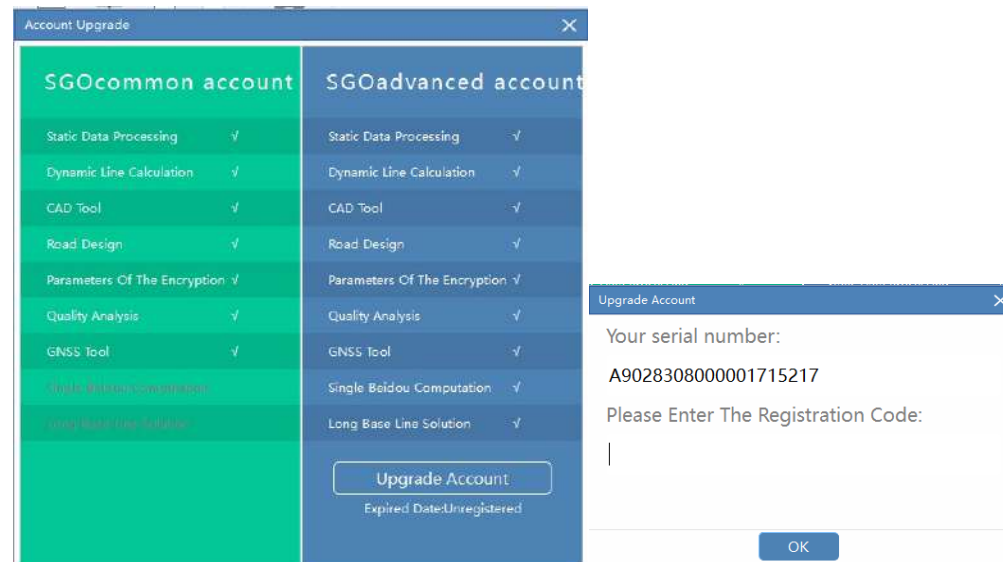 Account Upgrade
SGOcommon account
Static Data Processing √
Dynamic Line Calculation √
CAD Tool √
Road Design √
Parameters Of The Encryption √
Quality Analysis √
GNSS Tool √
Single Beidou Computation
Long Base Line Solution
SGOadvanced account
Static Data Processing √
Dynamic Line Calculation √
CAD Tool √
Road Design √
Parameters Of The Encryption √
Quality Analysis √
GNSS Tool √
Single Beidou Computation √
Long Base Line Solution √
Upgrade Account
Expired Date:Unregistered
Upgrade Account
Your serial number:
A9028308000001715217
Please Enter The Registration Code:
OK